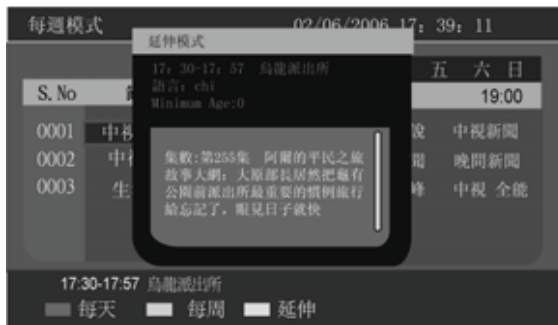 每週模式 02/06/2006 17: 39: 11
延伸模式
17: 30-17: 57 烏龍派出所
語言: chi
Minimum Age:0
五 六 日
S. No 19:00
0001 中視 中視新聞
0002 中 晚間新聞
0003 生 中視 全能
集數:第255集 阿爾的平民之旅
故事大綱: 大原部長居然把龜有
公園前派出所最重要的慣例旅行
給忘記了, 眼見日子就快
17:30-17:57 烏龍派出所
每天 每周 延伸